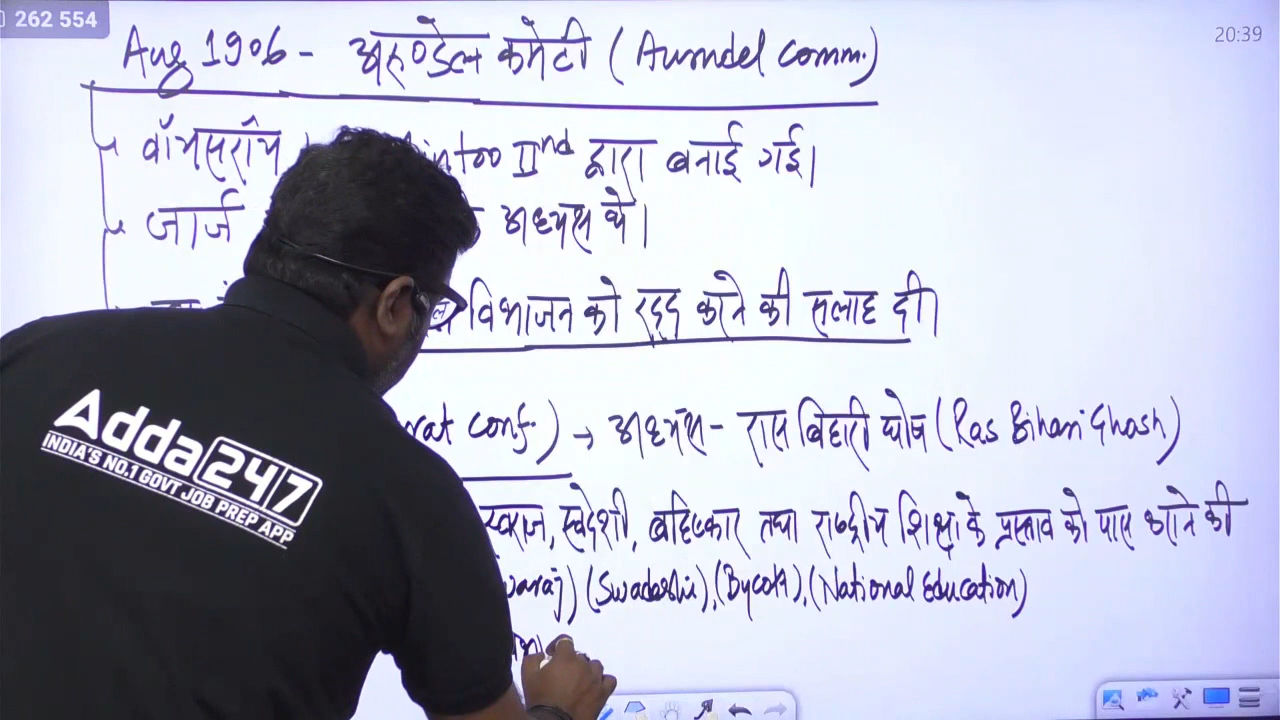 262 554
20:39
Aug 1906 - अरुण्डेल कमेटी (Arundel Comm.)
वॉयसरॉय intoo IInd द्वारा बनाई गई।
जार्ज अध्यक्ष थे।
विभाजन को रद्द करने की सलाह दी।
rat Conf.) → अध्यक्ष - रास बिहारी घोष (Ras Bihari Ghosh)
स्वराज, स्वदेशी, बहिष्कार तथा राष्ट्रीय शिक्षा के प्रस्ताव को पास कराने की
waraj) (Swadeshi), (Bycott), (National Education)
Adda247
INDIA'S NO.1 GOVT JOB PREP APP